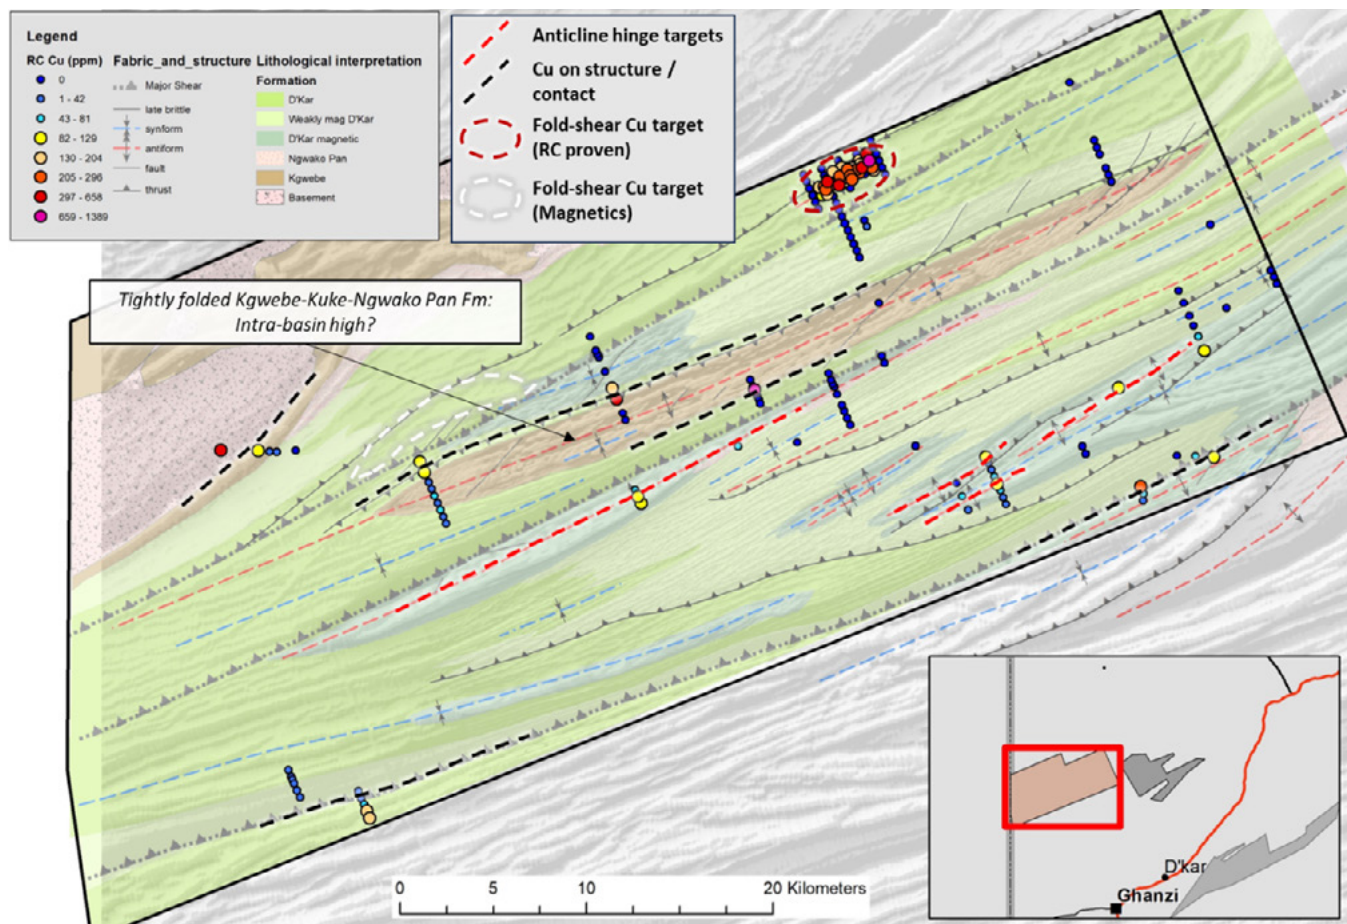 Legend
RC Cu (ppm)
0
1 - 42
43 - 81
82 - 129
130 - 204
205 - 296
297 - 658
659 - 1389
Fabric_and_structure
Major Shear
late brittle
synform
antiform
fault
thrust
Lithological interpretation
Formation
D'Kar
Weakly mag D'Kar
D'Kar magnetic
Ngwako Pan
Kgwebe
Basement
Anticline hinge targets
Cu on structure /
contact
Fold-shear Cu target
(RC proven)
Fold-shear Cu target
(Magnetics)
Tightly folded Kgwebe-Kuke-Ngwako Pan Fm:
Intra-basin high?
0 5 10 20 Kilometers
D'kar
Ghanzi